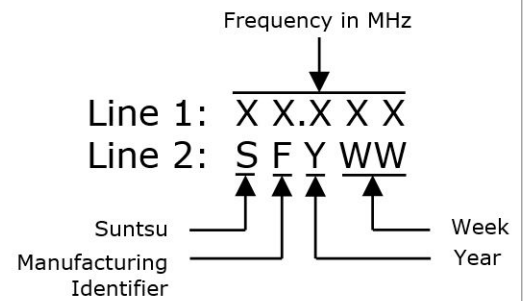 Frequency in MHz
Line 1: X X.X X X
Line 2: S F Y WW
Suntsu
Week
Manufacturing
Identifier
Year